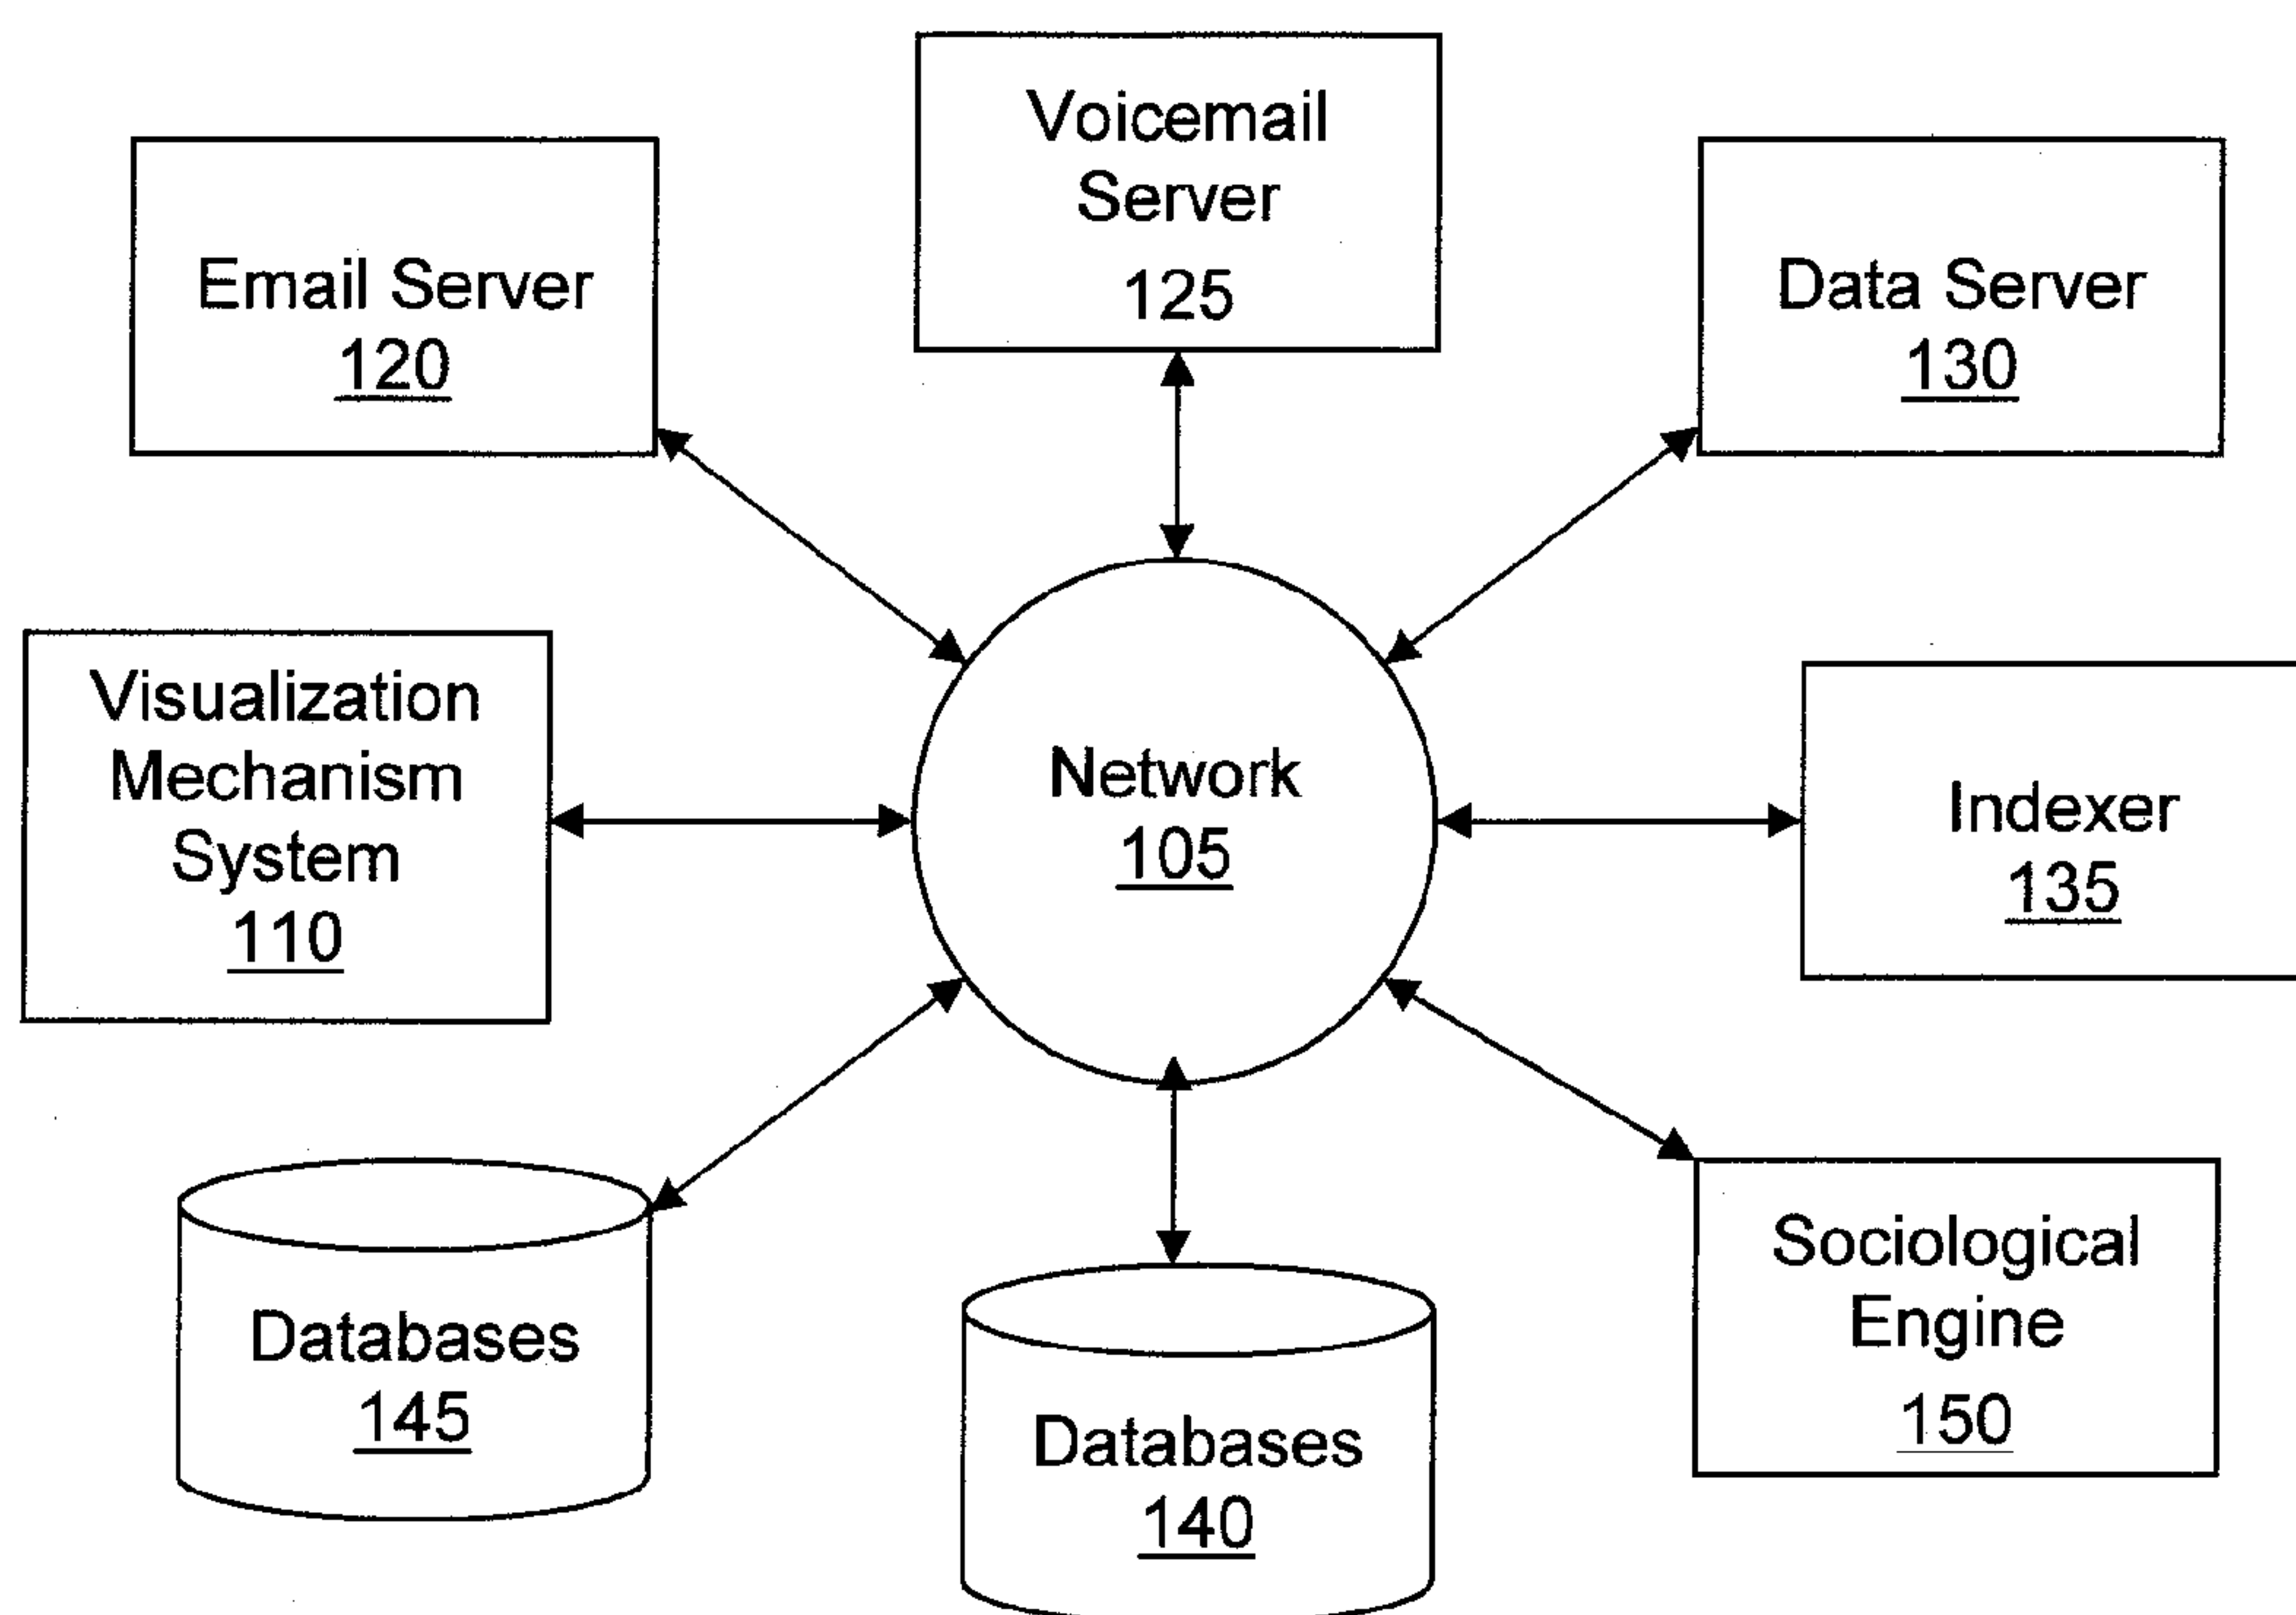 Voicemail
Server
125
Email Server
120
Data Server
130
Visualization
Mechanism
System
110
Network
105
Indexer
135
Databases
145
Databases
140
Sociological
Engine
150